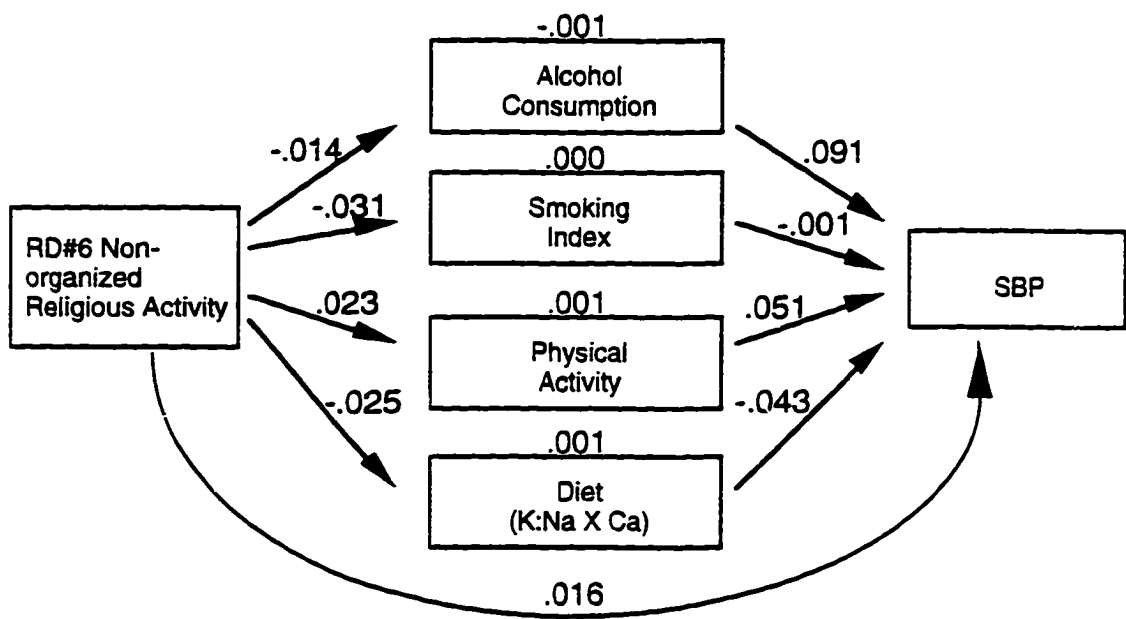 -.001
Alcohol
Consumption
-.014
.091
.000
-.031
Smoking
Index
-.001
RD#6 Non-
organized
Religious Activity
SBP
.023
.001
.051
Physical
Activity
-.025
-.043
.001
Diet
(K:Na X Ca)
.016